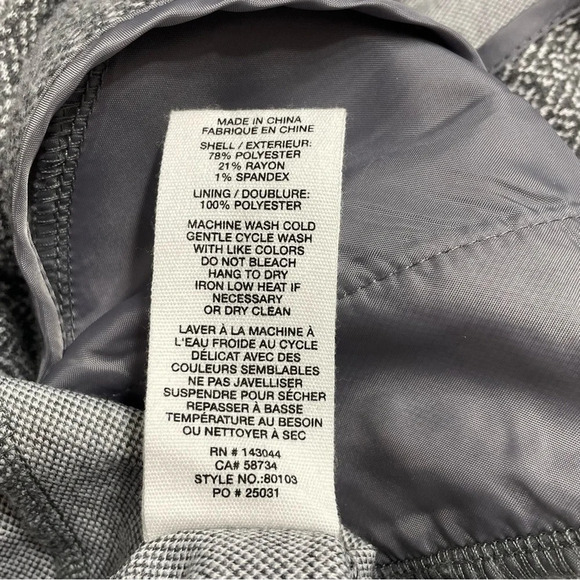 MADE IN CHINA
FABRIQUE EN CHINE
SHELL / EXTERIEUR:
78% POLYESTER
21% RAYON
1% SPANDEX
LINING / DOUBLURE:
100% POLYESTER
MACHINE WASH COLD
GENTLE CYCLE WASH
WITH LIKE COLORS
DO NOT BLEACH
HANG TO DRY
IRON LOW HEAT IF
NECESSARY
OR DRY CLEAN
LAVER À LA MACHINE À
L'EAU FROIDE AU CYCLE
DÉLICAT AVEC DES
COULEURS SEMBLABLES
NE PAS JAVELLISER
SUSPENDRE POUR SÉCHER
REPASSER À BASSE
TEMPÉRATURE AU BESOIN
OU NETTOYER À SEC
RN # 143044
CA# 58734
STYLE NO.:80103
PO # 25031